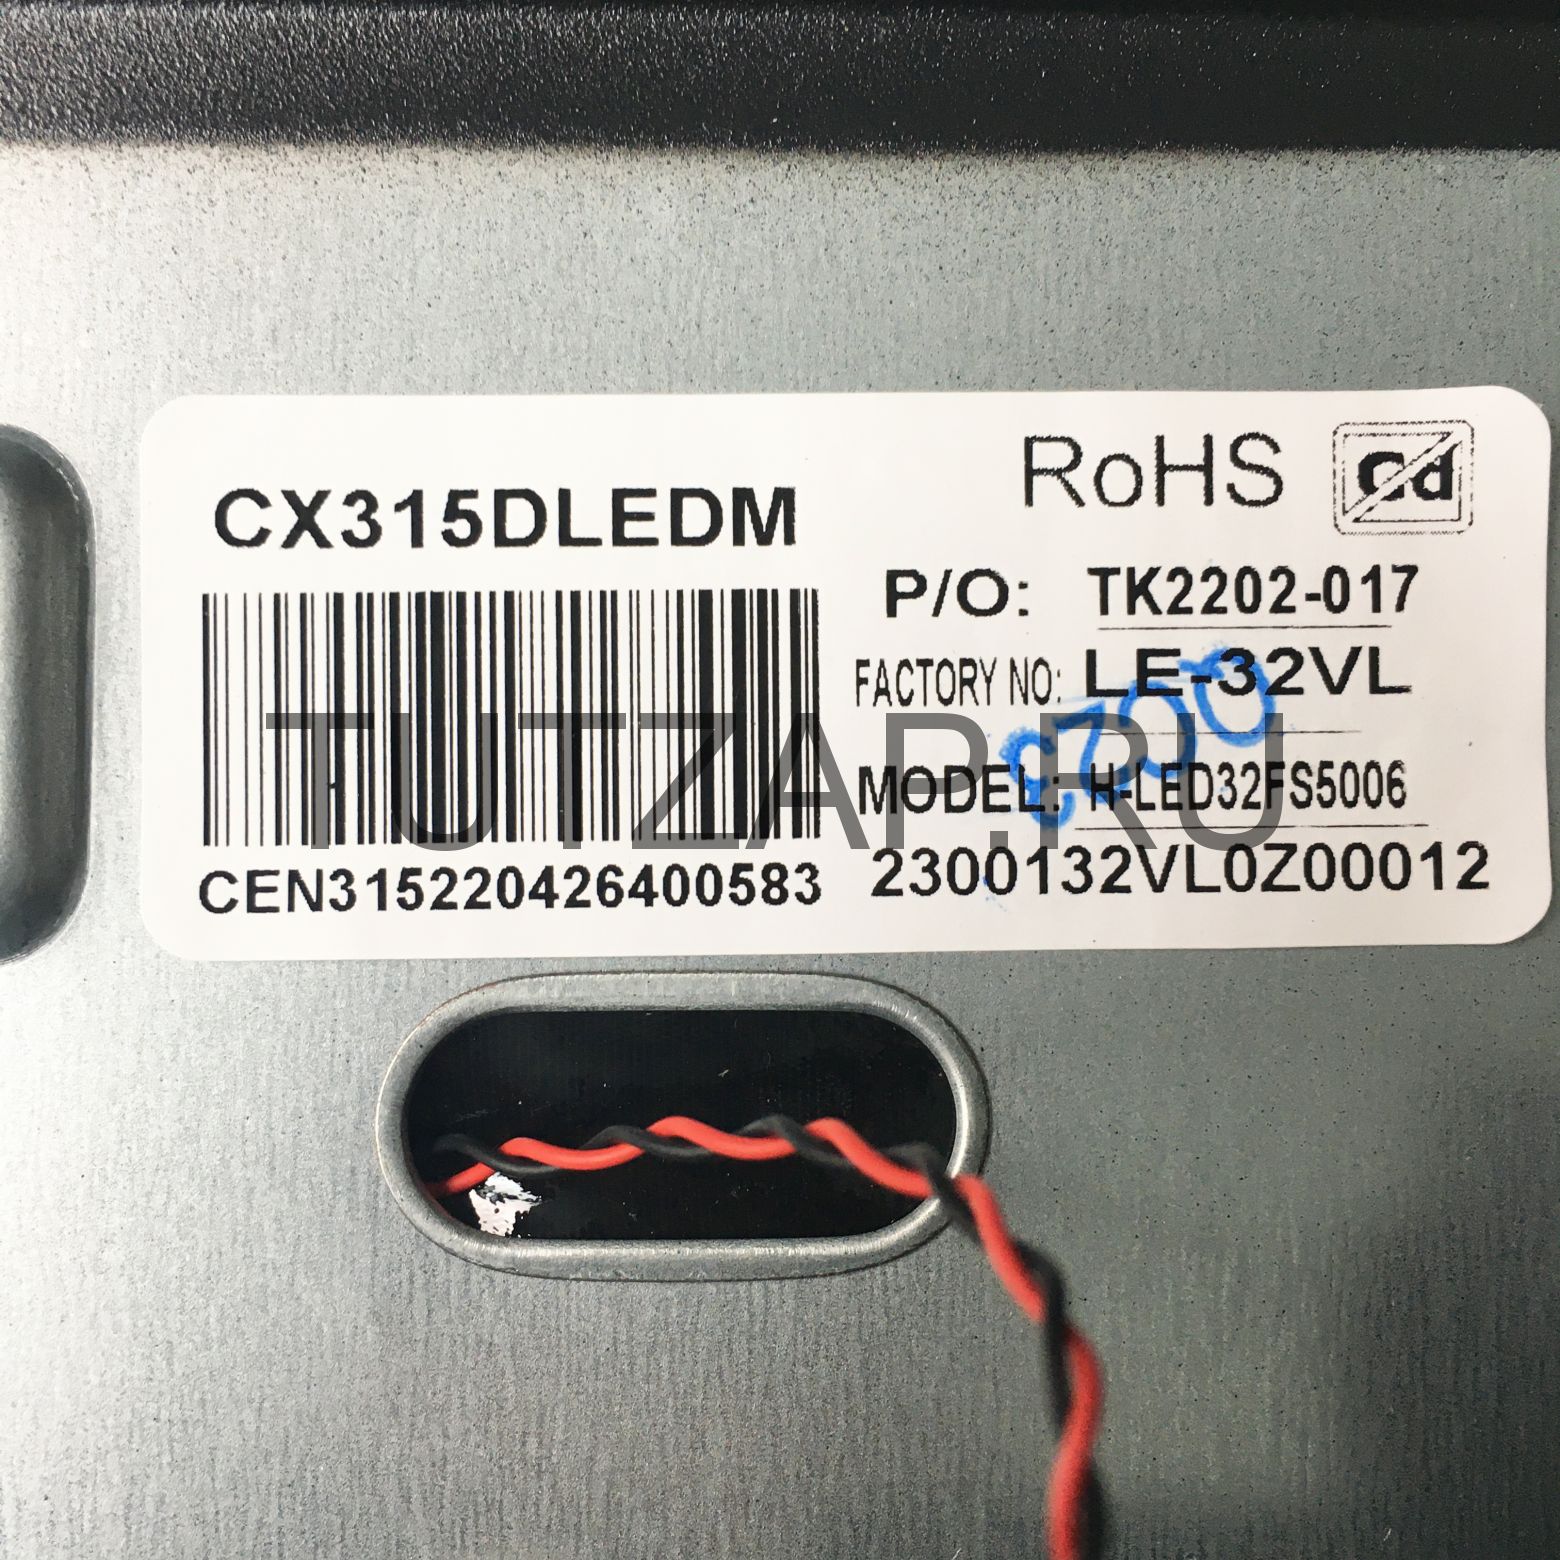 RoHS Cd
CX315DLEDM
P/O: TK2202-017
FACTORY NO: LE-32VL
MODEL: H-LED32FS5006
CEN315220426400583
2300132VL0Z00012
TUTZAP.RU